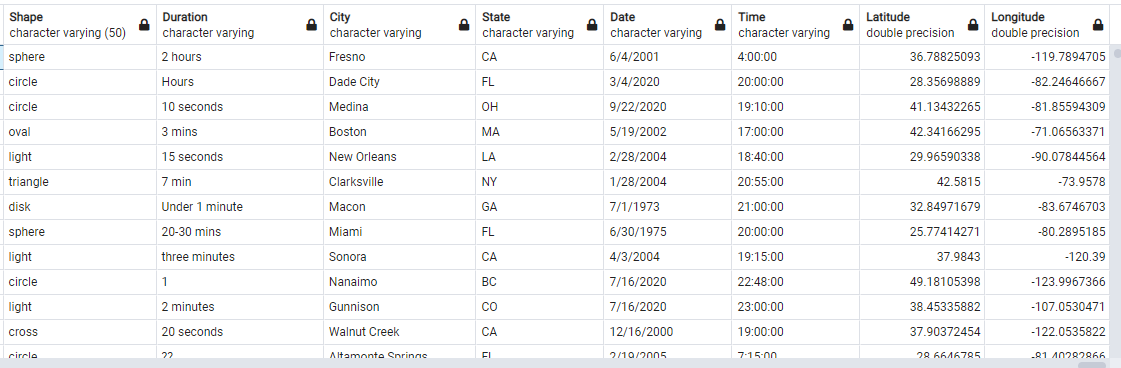 Shape Duration City State Date Time Latitude Longitude
character varying (50) character varying character varying character varying character varying character varying double precision double precision
sphere 2 hours Fresno CA 6/4/2001 4:00:00 36.78825093 -119.7894705
circle Hours Dade City FL 3/4/2020 20:00:00 28.35698889 -82.24646667
circle 10 seconds Medina OH 9/22/2020 19:10:00 41.13432265 -81.85594309
oval 3 mins Boston MA 5/19/2002 17:00:00 42.34166295 -71.06563371
light 15 seconds New Orleans LA 2/28/2004 18:40:00 29.96590338 -90.07844564
triangle 7 min Clarksville NY 1/28/2004 20:55:00 42.5815 -73.9578
disk Under 1 minute Macon GA 7/1/1973 21:00:00 32.84971679 -83.6746703
sphere 20-30 mins Miami FL 6/30/1975 20:00:00 25.77414271 -80.2895185
light three minutes Sonora CA 4/3/2004 19:15:00 37.9843 -120.39
circle 1 Nanaimo BC 7/16/2020 22:48:00 49.18105398 -123.9967366
light 2 minutes Gunnison CO 7/16/2020 23:00:00 38.45335882 -107.0530471
cross 20 seconds Walnut Creek CA 12/16/2000 19:00:00 37.90372454 -122.0535822
circle ?? Altamonte Springs FL 2/19/2005 7:15:00 28.6646785 -81.40282866